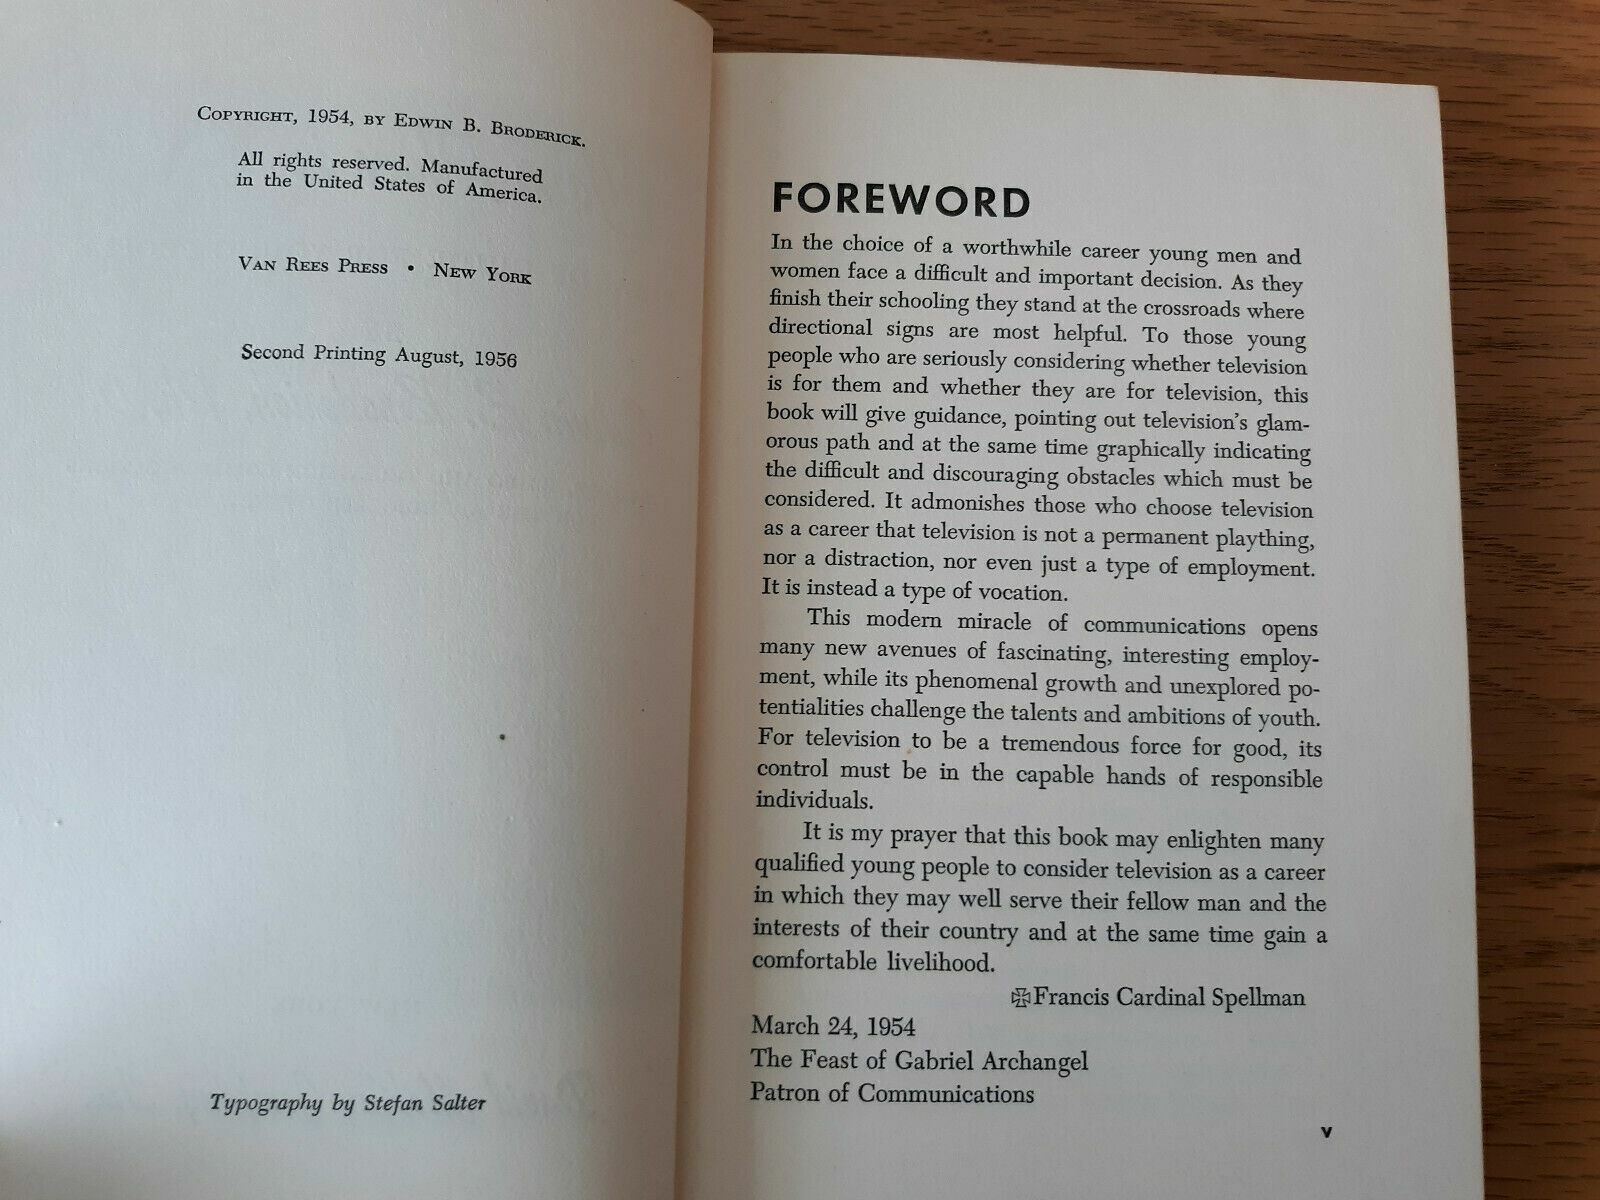 Copyright, 1954, by Edwin B. Broderick.
All rights reserved. Manufactured
in the United States of America.
Van Rees Press • New York
Second Printing August, 1956
Typography by Stefan Salter
FOREWORD
In the choice of a worthwhile career young men and
women face a difficult and important decision. As they
finish their schooling they stand at the crossroads where
directional signs are most helpful. To those young
people who are seriously considering whether television
is for them and whether they are for television, this
book will give guidance, pointing out television's glam-
orous path and at the same time graphically indicating
the difficult and discouraging obstacles which must be
considered. It admonishes those who choose television
as a career that television is not a permanent plaything,
nor a distraction, nor even just a type of employment.
It is instead a type of vocation.
This modern miracle of communications opens
many new avenues of fascinating, interesting employ-
ment, while its phenomenal growth and unexplored po-
tentialities challenge the talents and ambitions of youth.
For television to be a tremendous force for good, its
control must be in the capable hands of responsible
individuals.
It is my prayer that this book may enlighten many
qualified young people to consider television as a career
in which they may well serve their fellow man and the
interests of their country and at the same time gain a
comfortable livelihood.
✠Francis Cardinal Spellman
March 24, 1954
The Feast of Gabriel Archangel
Patron of Communications
v